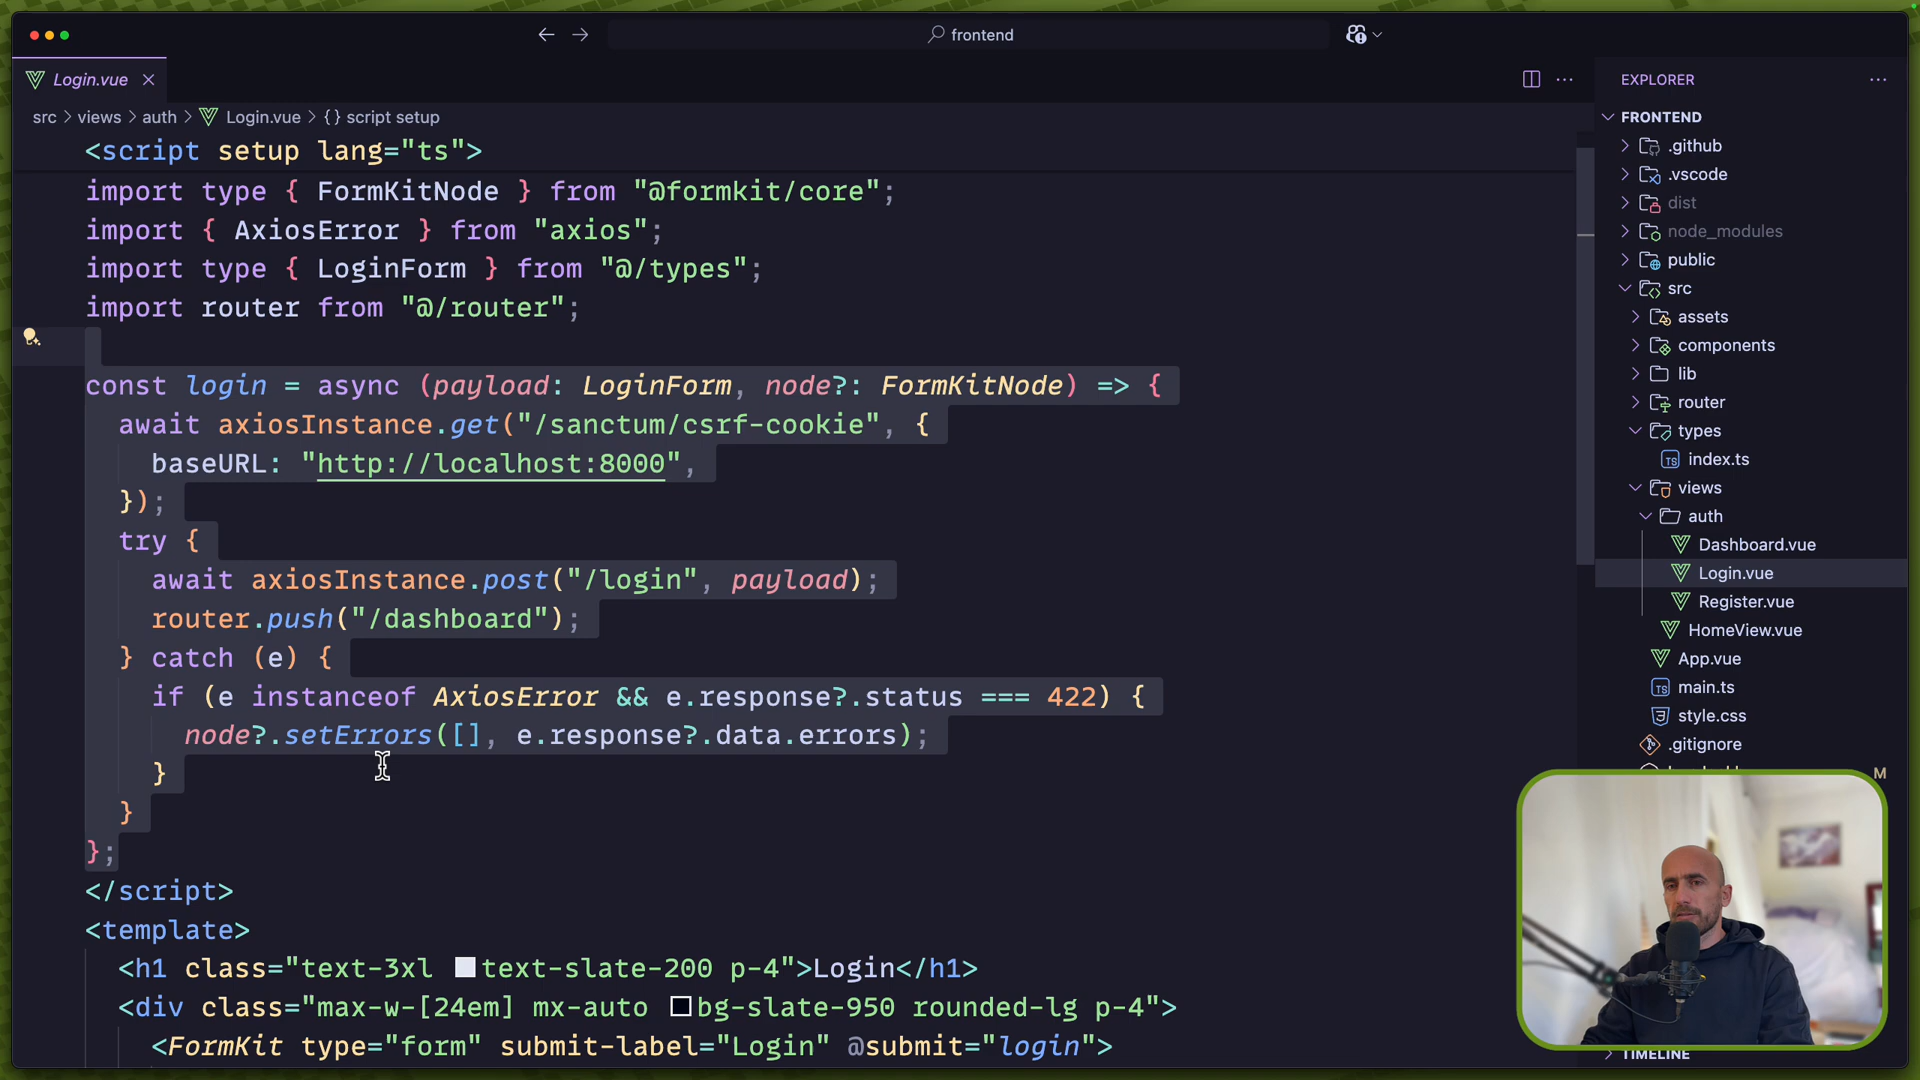 frontend
Login.vue
EXPLORER
src > views > auth > Login.vue > {} script setup
<script setup lang="ts">
import type { FormKitNode } from "@formkit/core";
import { AxiosError } from "axios";
import type { LoginForm } from "@/types";
import router from "@/router";
const login = async (payload: LoginForm, node?: FormKitNode) => {
await axiosInstance.get("/sanctum/csrf-cookie", {
baseURL: "http://localhost:8000",
});
try {
await axiosInstance.post("/login", payload);
router.push("/dashboard");
} catch (e) {
if (e instanceof AxiosError && e.response?.status === 422) {
node?.setErrors([], e.response?.data.errors);
}
}
};
</script>
<template>
<h1 class="text-3xl text-slate-200 p-4">Login</h1>
<div class="max-w-[24em] mx-auto bg-slate-950 rounded-lg p-4">
<FormKit type="form" submit-label="Login" @submit="login">
FRONTEND
.github
.vscode
dist
node_modules
public
src
assets
components
lib
router
types
TS index.ts
views
auth
Dashboard.vue
Login.vue
Register.vue
HomeView.vue
App.vue
TS main.ts
style.css
.gitignore
M
TIMELINE